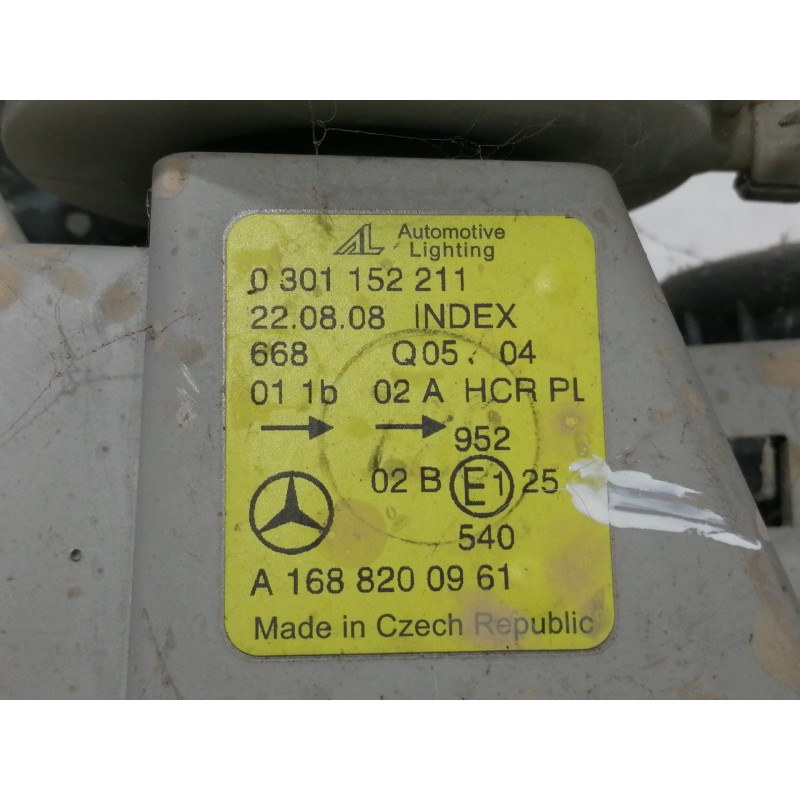 AL Automotive
Lighting
0 301 152 211
22.08.08 INDEX
668 Q05. 04
01 1b 02 A HCR PL
952
02 B E1 25
540
A 168 820 09 61
Made in Czech Republic